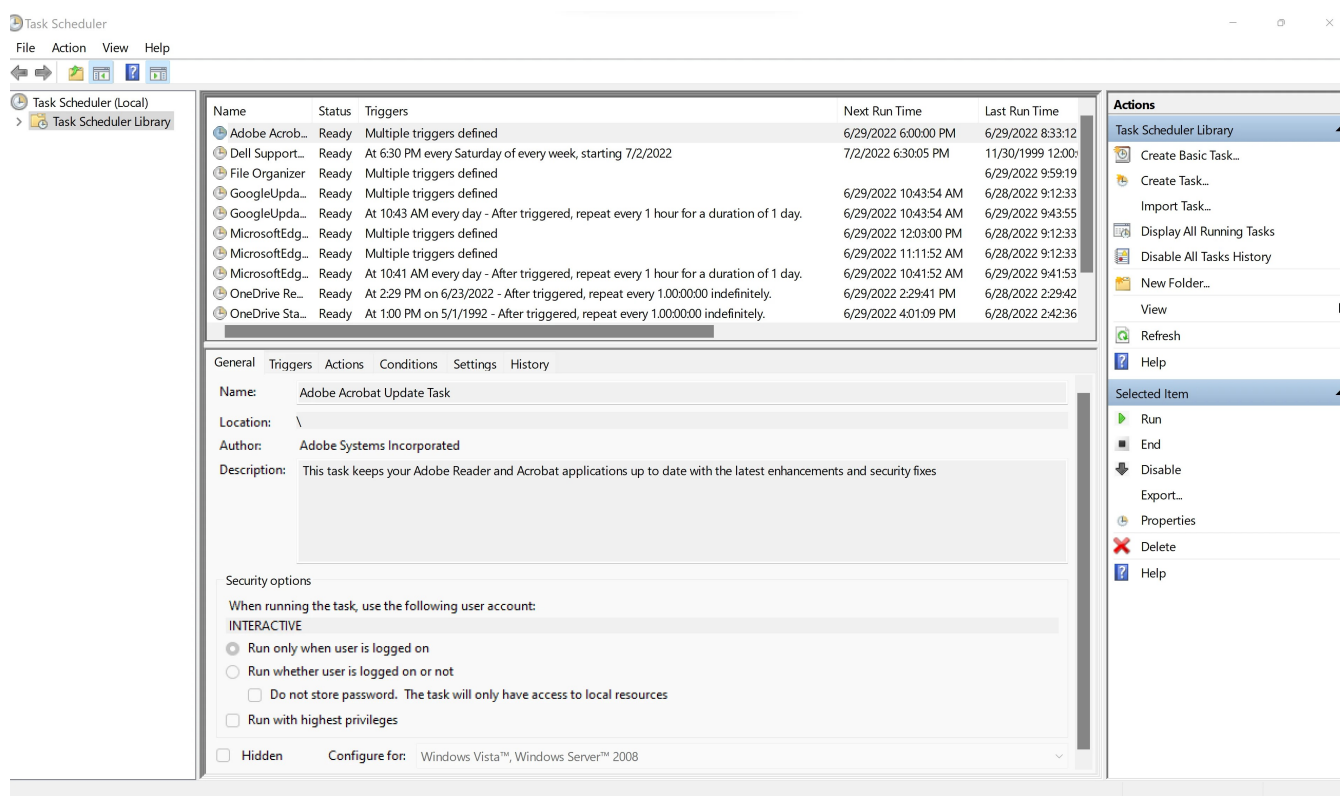 Task Scheduler
File Action View Help
Task Scheduler (Local)
Task Scheduler Library
Name Status Triggers Next Run Time Last Run Time
Adobe Acrob... Ready Multiple triggers defined 6/29/2022 6:00:00 PM 6/29/2022 8:33:12
Dell Support... Ready At 6:30 PM every Saturday of every week, starting 7/2/2022 7/2/2022 6:30:05 PM 11/30/1999 12:00:
File Organizer Ready Multiple triggers defined 6/29/2022 9:59:19
GoogleUpda... Ready Multiple triggers defined 6/29/2022 10:43:54 AM 6/28/2022 9:12:33
GoogleUpda... Ready At 10:43 AM every day - After triggered, repeat every 1 hour for a duration of 1 day. 6/29/2022 10:43:54 AM 6/29/2022 9:43:55
MicrosoftEdg... Ready Multiple triggers defined 6/29/2022 12:03:00 PM 6/28/2022 9:12:33
MicrosoftEdg... Ready Multiple triggers defined 6/29/2022 11:11:52 AM 6/28/2022 9:12:33
MicrosoftEdg... Ready At 10:41 AM every day - After triggered, repeat every 1 hour for a duration of 1 day. 6/29/2022 10:41:52 AM 6/29/2022 9:41:53
OneDrive Re... Ready At 2:29 PM on 6/23/2022 - After triggered, repeat every 1.00:00:00 indefinitely. 6/29/2022 2:29:41 PM 6/28/2022 2:29:42
OneDrive Sta... Ready At 1:00 PM on 5/1/1992 - After triggered, repeat every 1.00:00:00 indefinitely. 6/29/2022 4:01:09 PM 6/28/2022 2:42:36
General Triggers Actions Conditions Settings History
Name: Adobe Acrobat Update Task
Location: \
Author: Adobe Systems Incorporated
Description: This task keeps your Adobe Reader and Acrobat applications up to date with the latest enhancements and security fixes
Security options
When running the task, use the following user account:
INTERACTIVE
Run only when user is logged on
Run whether user is logged on or not
Do not store password. The task will only have access to local resources
Run with highest privileges
Hidden Configure for: Windows Vista™, Windows Server™ 2008
Actions
Task Scheduler Library
Create Basic Task...
Create Task...
Import Task...
Display All Running Tasks
Disable All Tasks History
New Folder...
View
Refresh
Help
Selected Item
Run
End
Disable
Export...
Properties
Delete
Help